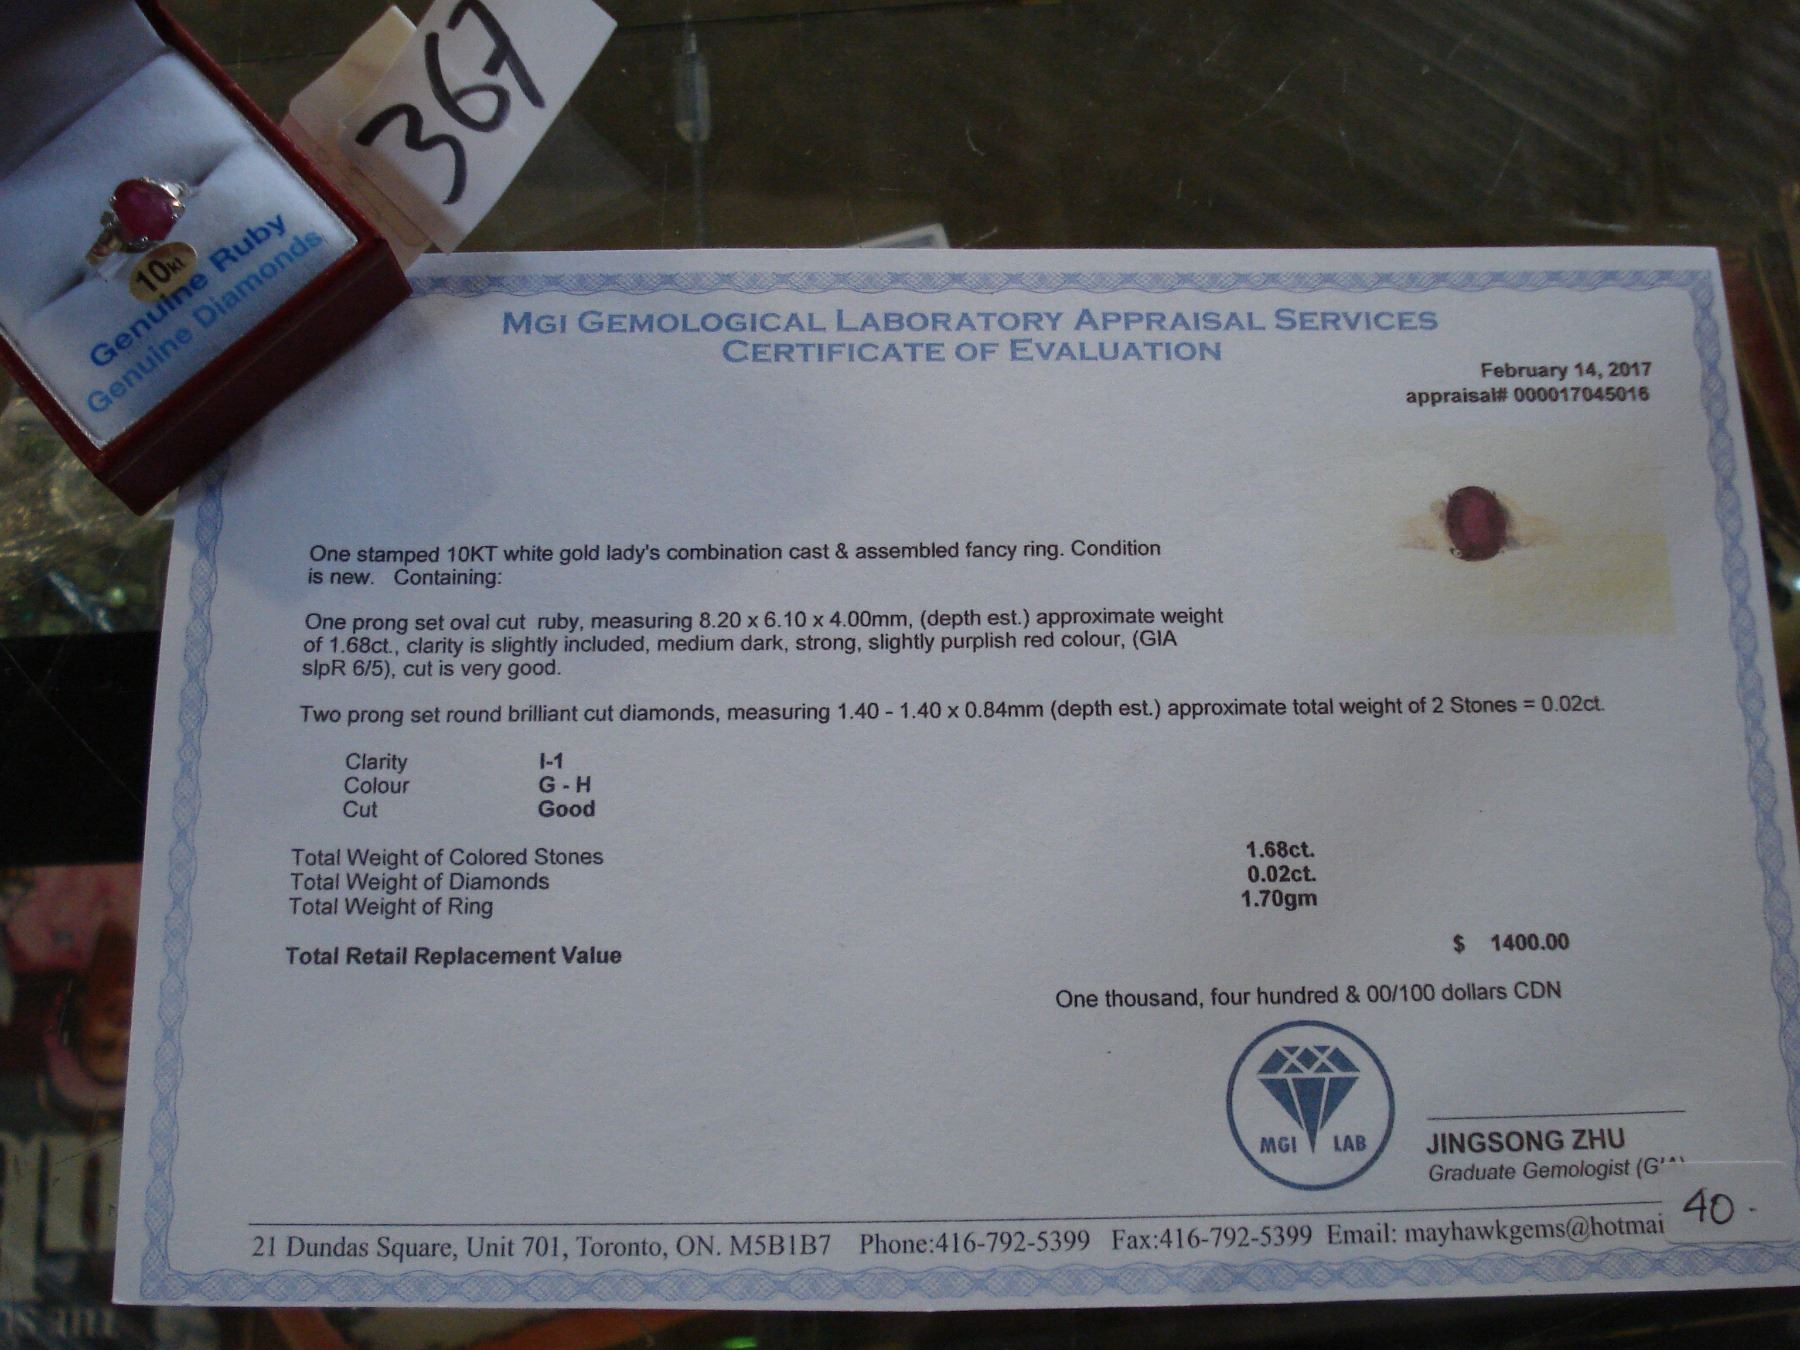 367
10kt
Genuine Ruby
Genuine Diamonds
MGI GEMOLOGICAL LABORATORY APPRAISAL SERVICES
CERTIFICATE OF EVALUATION
February 14, 2017
appraisal# 000017045016
One stamped 10KT white gold lady's combination cast & assembled fancy ring. Condition
is new. Containing:
One prong set oval cut ruby, measuring 8.20 x 6.10 x 4.00mm, (depth est.) approximate weight
of 1.68ct., clarity is slightly included, medium dark, strong, slightly purplish red colour, (GIA
slpR 6/5), cut is very good.
Two prong set round brilliant cut diamonds, measuring 1.40 - 1.40 x 0.84mm (depth est.) approximate total weight of 2 Stones = 0.02ct.
Clarity I-1
Colour G - H
Cut Good
Total Weight of Colored Stones 1.68ct.
Total Weight of Diamonds 0.02ct.
Total Weight of Ring 1.70gm
Total Retail Replacement Value $ 1400.00
One thousand, four hundred & 00/100 dollars CDN
MGI LAB
JINGSONG ZHU
Graduate Gemologist
40 -
21 Dundas Square, Unit 701, Toronto, ON. M5B1B7 Phone:416-792-5399 Fax:416-792-5399 Email: mayhawkgems@hotmai